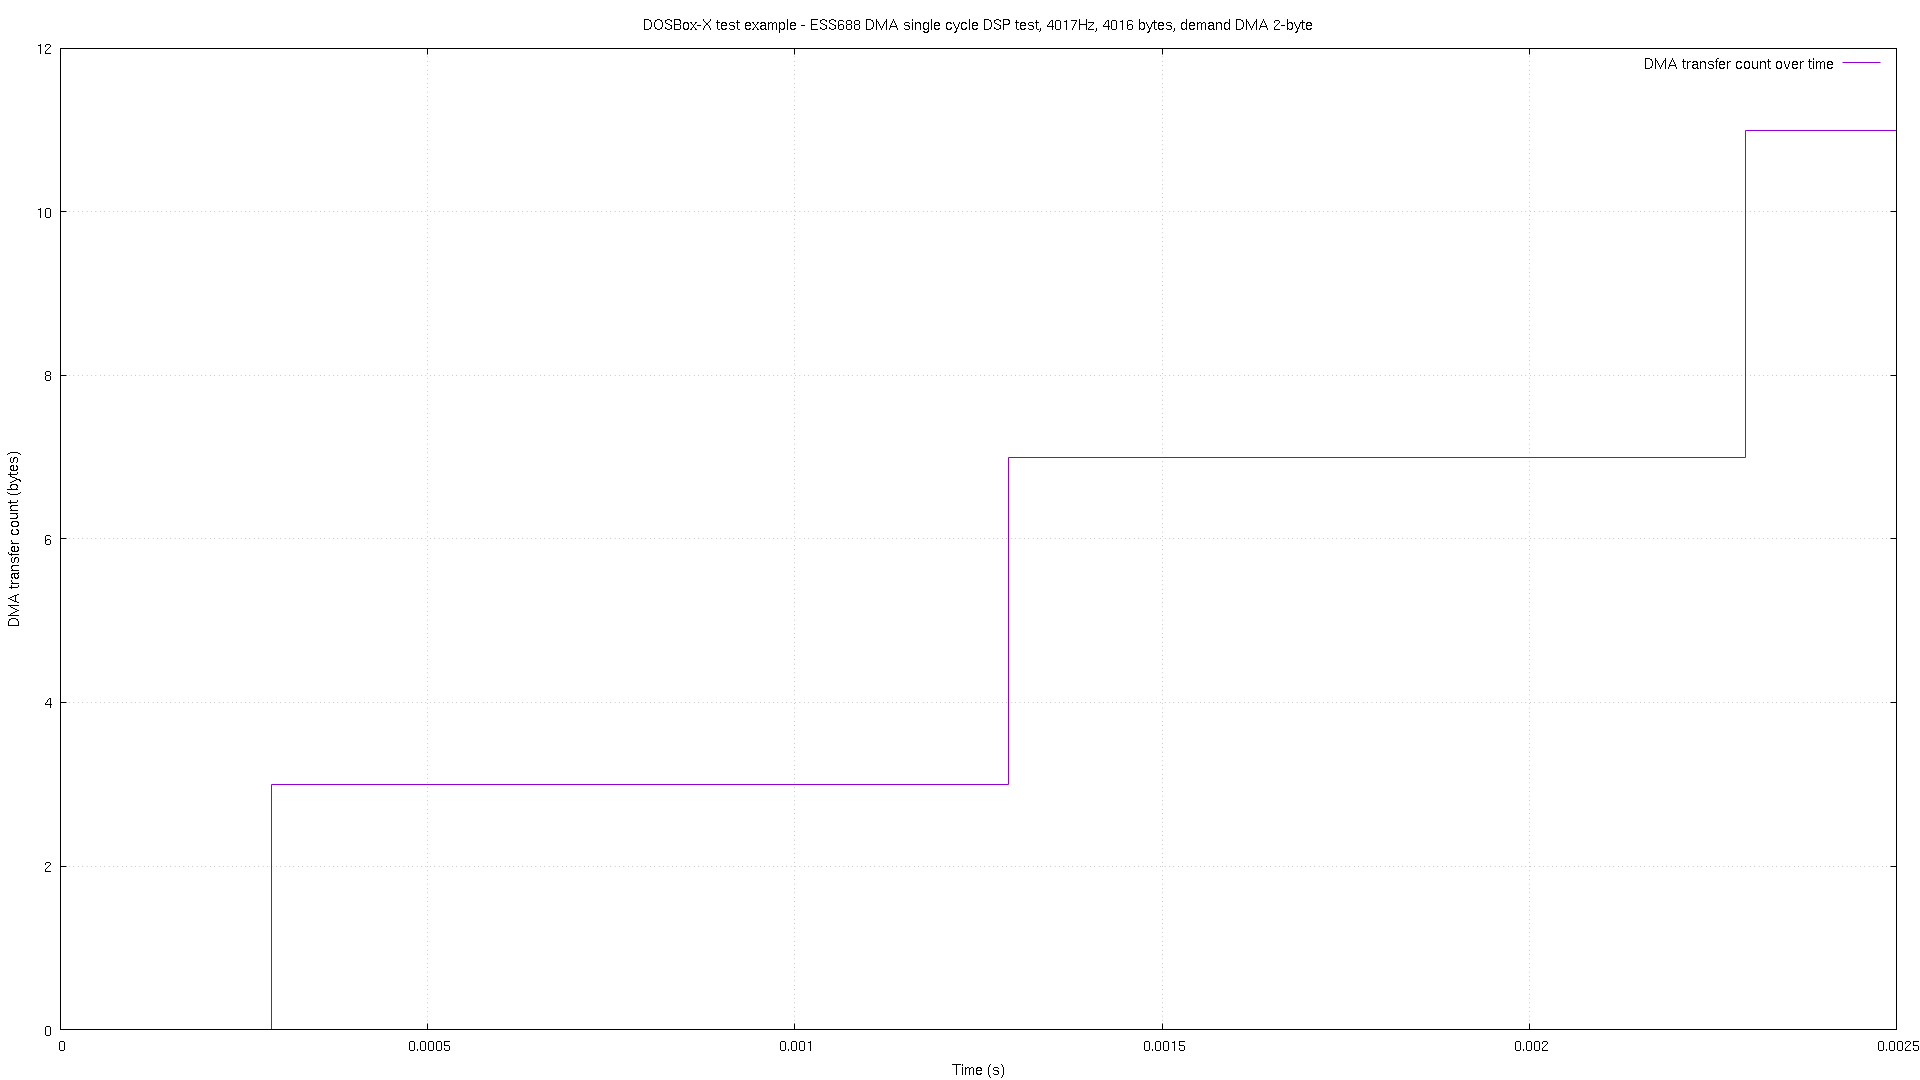 DOSBox-X test example - ESS688 DMA single cycle DSP test, 4017Hz, 4016 bytes, demand DMA 2-byte
DMA transfer count over time
12
10
8
6
4
2
0
DMA transfer count (bytes)
0 0.0005 0.001 0.0015 0.002 0.0025
Time (s)